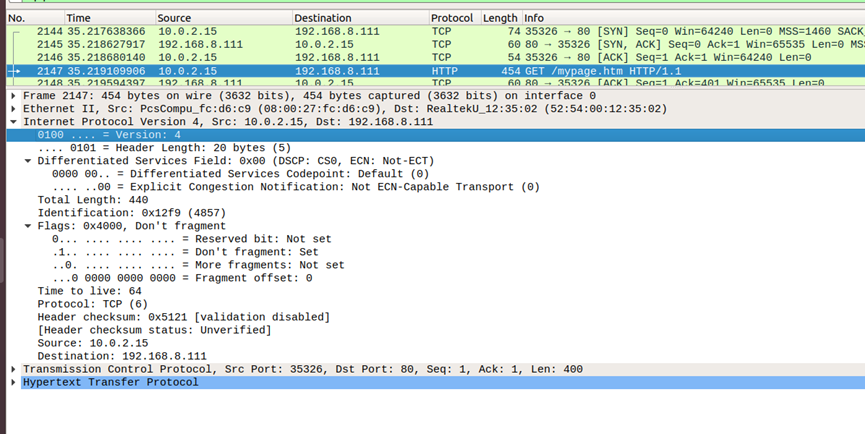 No. Time Source Destination Protocol Length Info
2144 35.217638366 10.0.2.15 192.168.8.111 TCP 74 35326 → 80 [SYN] Seq=0 Win=64240 Len=0 MSS=1460 SACK
2145 35.218627917 192.168.8.111 10.0.2.15 TCP 60 80 → 35326 [SYN, ACK] Seq=0 Ack=1 Win=65535 Len=0 MS
2146 35.218680140 10.0.2.15 192.168.8.111 TCP 54 35326 → 80 [ACK] Seq=1 Ack=1 Win=64240 Len=0
2147 35.219109906 10.0.2.15 192.168.8.111 HTTP 454 GET /mypage.htm HTTP/1.1
2148 35.219594397 192.168.8.111 10.0.2.15 TCP 60 80 → 35326 [ACK] Seq=1 Ack=401 Win=65535 Len=0
Frame 2147: 454 bytes on wire (3632 bits), 454 bytes captured (3632 bits) on interface 0
Ethernet II, Src: PcsCompu_fc:d6:c9 (08:00:27:fc:d6:c9), Dst: RealtekU_12:35:02 (52:54:00:12:35:02)
Internet Protocol Version 4, Src: 10.0.2.15, Dst: 192.168.8.111
0100 .... = Version: 4
.... 0101 = Header Length: 20 bytes (5)
Differentiated Services Field: 0x00 (DSCP: CS0, ECN: Not-ECT)
0000 00.. = Differentiated Services Codepoint: Default (0)
.... ..00 = Explicit Congestion Notification: Not ECN-Capable Transport (0)
Total Length: 440
Identification: 0x12f9 (4857)
Flags: 0x4000, Don't fragment
0... .... .... .... = Reserved bit: Not set
.1.. .... .... .... = Don't fragment: Set
..0. .... .... .... = More fragments: Not set
...0 0000 0000 0000 = Fragment offset: 0
Time to live: 64
Protocol: TCP (6)
Header checksum: 0x5121 [validation disabled]
[Header checksum status: Unverified]
Source: 10.0.2.15
Destination: 192.168.8.111
Transmission Control Protocol, Src Port: 35326, Dst Port: 80, Seq: 1, Ack: 1, Len: 400
Hypertext Transfer Protocol